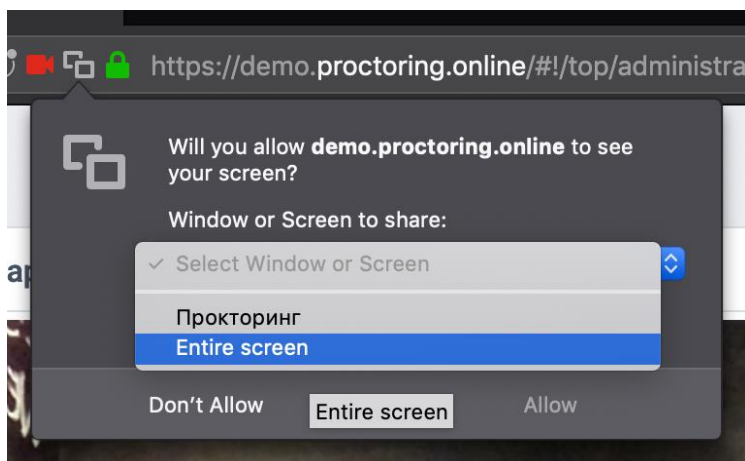 https://demo.proctoring.online/#!/top/administra
Will you allow demo.proctoring.online to see
your screen?
Window or Screen to share:
✓ Select Window or Screen
Прокторинг
Entire screen
Don't Allow
Entire screen
Allow